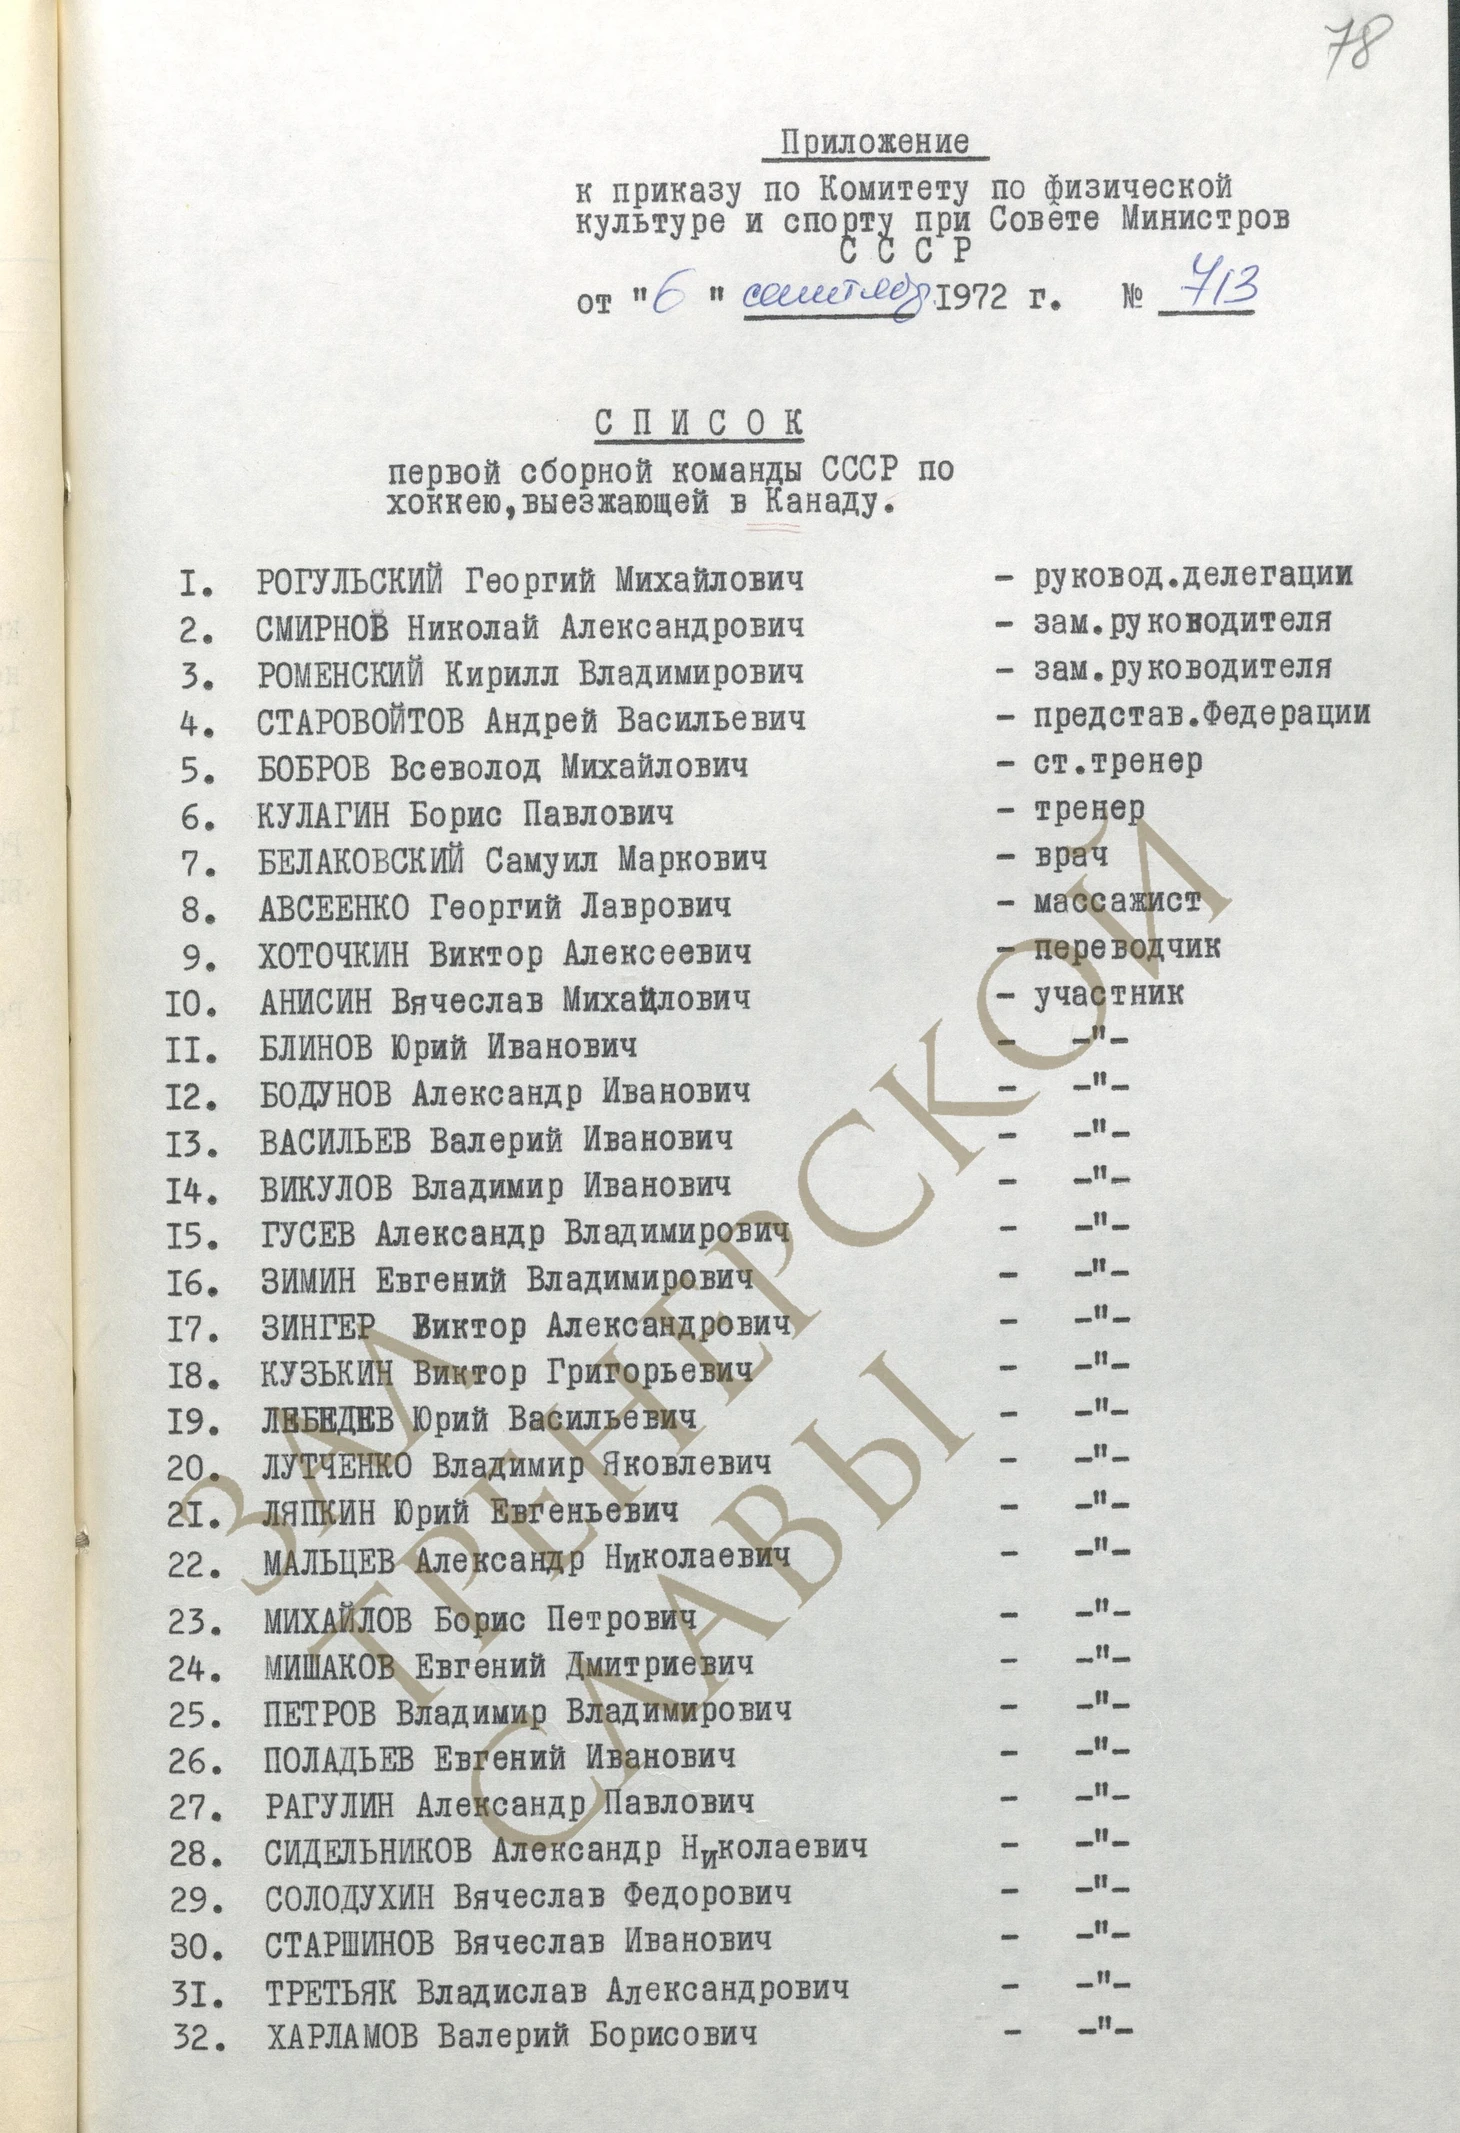 78
Приложение
к приказу по Комитету по физической
культуре и спорту при Совете Министров
С С С Р
от "6" сентября 1972 г. № 713
С П И С О К
первой сборной команды СССР по
хоккею,выезжающей в Канаду.
I. РОГУЛЬСКИЙ Георгий Михайлович - руковод.делегации
2. СМИРНОВ Николай Александрович - зам.руководителя
3. РОМЕНСКИЙ Кирилл Владимирович - зам.руководителя
4. СТАРОВОЙТОВ Андрей Васильевич - представ.Федерации
5. БОБРОВ Всеволод Михайлович - ст.тренер
6. КУЛАГИН Борис Павлович - тренер
7. БЕЛАКОВСКИЙ Самуил Маркович - врач
8. АВСЕЕНКО Георгий Лаврович - массажист
9. ХОТОЧКИН Виктор Алексеевич - переводчик
I0. АНИСИН Вячеслав Михайлович - участник
II. БЛИНОВ Юрий Иванович - -"-
I2. БОДУНОВ Александр Иванович - -"-
I3. ВАСИЛЬЕВ Валерий Иванович - -"-
I4. ВИКУЛОВ Владимир Иванович - -"-
I5. ГУСЕВ Александр Владимирович - -"-
I6. ЗИМИН Евгений Владимирович - -"-
I7. ЗИНГЕР Виктор Александрович - -"-
I8. КУЗЬКИН Виктор Григорьевич - -"-
I9. ЛЕБЕДЕВ Юрий Васильевич - -"-
20. ЛУТЧЕНКО Владимир Яковлевич - -"-
2I. ЛЯПКИН Юрий Евгеньевич - -"-
22. МАЛЬЦЕВ Александр Николаевич - -"-
23. МИХАЙЛОВ Борис Петрович - -"-
24. МИШАКОВ Евгений Дмитриевич - -"-
25. ПЕТРОВ Владимир Владимирович - -"-
26. ПОЛАДЬЕВ Евгений Иванович - -"-
27. РАГУЛИН Александр Павлович - -"-
28. СИДЕЛЬНИКОВ Александр Николаевич - -"-
29. СОЛОДУХИН Вячеслав Федорович - -"-
30. СТАРШИНОВ Вячеслав Иванович - -"-
3I. ТРЕТЬЯК Владислав Александрович - -"-
32. ХАРЛАМОВ Валерий Борисович - -"-
ЗАЛ
ТРЕНЕРСКОЙ
СЛАВЫ